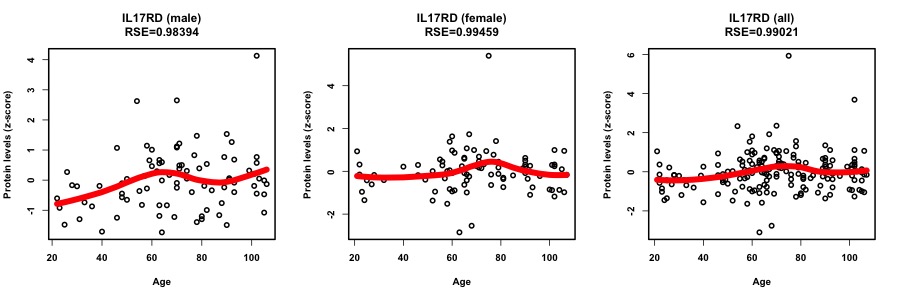 IL17RD (male)
RSE=0.98394
Protein levels (z-score)
4
3
2
1
0
-1
20 40 60 80 100
Age
IL17RD (female)
RSE=0.99459
Protein levels (z-score)
4
2
0
-2
20 40 60 80 100
Age
IL17RD (all)
RSE=0.99021
Protein levels (z-score)
6
4
2
0
-2
20 40 60 80 100
Age